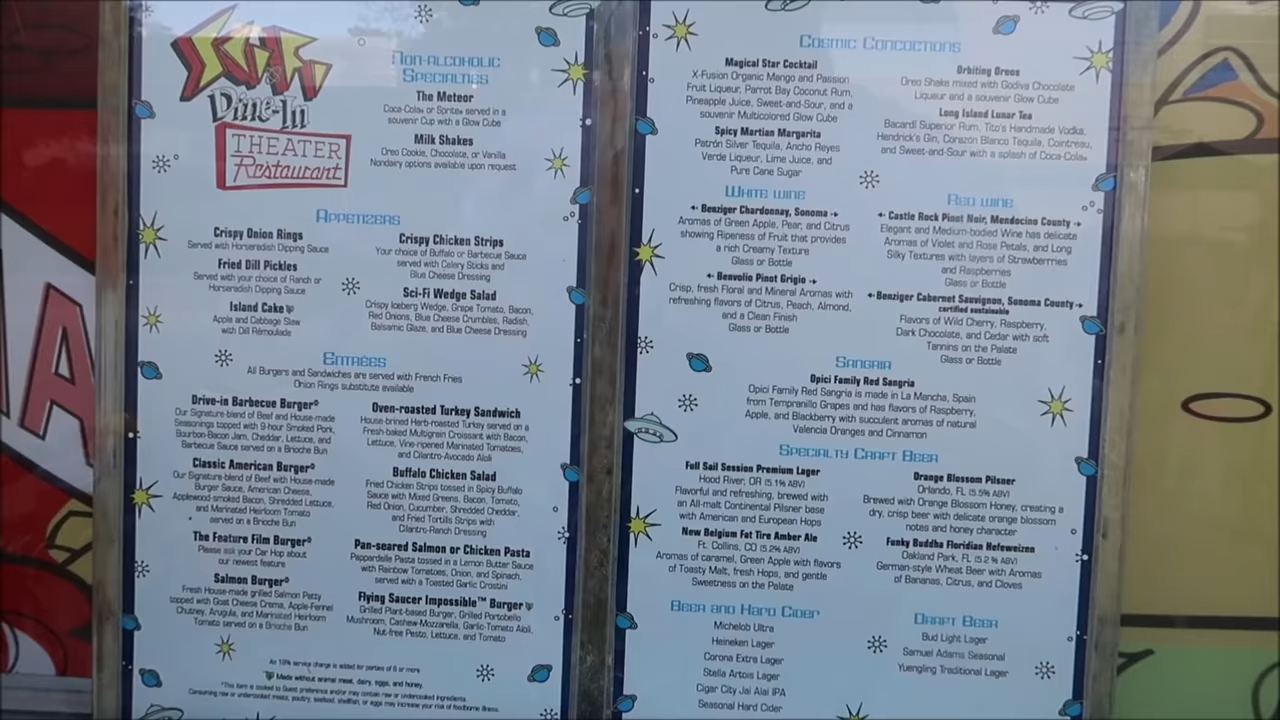 Sci-Fi
Dine-In
THEATER
Restaurant
Non-alcoholic
Specialties
The Meteor
Coca-Cola® or Sprite® served in a
souvenir Cup with a Glow Cube
Milk Shakes
Oreo Cookie, Chocolate, or Vanilla
Nondairy options available upon request
Appetizers
Crispy Onion Rings
Served with Horseradish Dipping Sauce
Fried Dill Pickles
Served with your choice of Ranch or
Horseradish Dipping Sauce
Island Cake
Apple and Cabbage Slaw
with Dill Rémoulade
Crispy Chicken Strips
Your choice of Buffalo or Barbecue Sauce
served with Celery Sticks and
Blue Cheese Dressing
Sci-Fi Wedge Salad
Crispy Iceberg Wedge, Grape Tomato, Bacon,
Red Onions, Blue Cheese Crumbles, Radish,
Balsamic Glaze, and Blue Cheese Dressing
Entrées
All Burgers and Sandwiches are served with French Fries
Onion Rings substitute available
Drive-in Barbecue Burger*
Our Signature-blend of Beef and House-made
Seasonings topped with 9-hour Smoked Pork,
Bourbon-Bacon Jam, Cheddar, Lettuce, and
Barbecue Sauce served on a Brioche Bun
Classic American Burger*
Our Signature-blend of Beef with House-made
Burger Sauce, American Cheese,
Applewood-smoked Bacon, Shredded Lettuce,
and Marinated Heirloom Tomato
served on a Brioche Bun
The Feature Film Burger*
Please ask your Car Hop about
our newest feature
Salmon Burger*
Fresh House-made grilled Salmon Patty
topped with Goat Cheese Crema, Apple-Fennel
Chutney, Arugula, and Marinated Heirloom
Tomato served on a Brioche Bun
Oven-roasted Turkey Sandwich
House-brined Herb-roasted Turkey served on a
Fresh-baked Multigrain Croissant with Bacon,
Lettuce, Vine-ripened Marinated Tomatoes,
and Cilantro-Avocado Aïoli
Buffalo Chicken Salad
Fried Chicken Strips tossed in Spicy Buffalo
Sauce with Mixed Greens, Bacon, Tomato,
Red Onion, Cucumber, Shredded Cheddar,
and Fried Tortilla Strips with
Cilantro-Ranch Dressing
Pan-seared Salmon or Chicken Pasta
Pappardelle Pasta tossed in a Lemon Butter Sauce
with Rainbow Tomatoes, Onion, and Spinach,
served with a Toasted Garlic Crostini
Flying Saucer Impossible™ Burger
Grilled Plant-based Burger, Grilled Portobello
Mushroom, Cashew-Mozzarella, Garlic-Tomato Aïoli,
Nut-free Pesto, Lettuce, and Tomato
An 18% service charge is added for parties of 6 or more
Made without animal meat, dairy, eggs, and honey.
*This item is cooked to Guest preference and/or may contain raw or undercooked ingredients.
Consuming raw or undercooked meats, poultry, seafood, shellfish, or eggs may increase your risk of foodborne illness.
Cosmic Concoctions
Magical Star Cocktail
X-Fusion Organic Mango and Passion
Fruit Liqueur, Parrot Bay Coconut Rum,
Pineapple Juice, Sweet-and-Sour, and a
souvenir Multicolored Glow Cube
Spicy Martian Margarita
Patrón Silver Tequila, Ancho Reyes
Verde Liqueur, Lime Juice, and
Pure Cane Sugar
Orbiting Oreos
Oreo Shake mixed with Godiva Chocolate
Liqueur and a souvenir Glow Cube
Long Island Lunar Tea
Bacardí Superior Rum, Tito's Handmade Vodka,
Hendrick's Gin, Corazón Blanco Tequila, Cointreau,
and Sweet-and-Sour with a splash of Coca-Cola®
White wine
Benziger Chardonnay, Sonoma
Aromas of Green Apple, Pear, and Citrus
showing Ripeness of Fruit that provides
a rich Creamy Texture
Glass or Bottle
Benvolio Pinot Grigio
Crisp, fresh Floral and Mineral Aromas with
refreshing flavors of Citrus, Peach, Almond,
and a Clean Finish
Glass or Bottle
Red wine
Castle Rock Pinot Noir, Mendocino County
Elegant and Medium-bodied Wine has delicate
Aromas of Violet and Rose Petals, and Long
Silky Textures with layers of Strawberries
and Raspberries
Glass or Bottle
Benziger Cabernet Sauvignon, Sonoma County
certified sustainable
Flavors of Wild Cherry, Raspberry,
Dark Chocolate, and Cedar with soft
Tannins on the Palate
Glass or Bottle
Sangria
Opici Family Red Sangria
Opici Family Red Sangria is made in La Mancha, Spain
from Tempranillo Grapes and has flavors of Raspberry,
Apple, and Blackberry with succulent aromas of natural
Valencia Oranges and Cinnamon
Specialty Craft Beer
Full Sail Session Premium Lager
Hood River, OR (5.1% ABV)
Flavorful and refreshing, brewed with
an All-malt Continental Pilsner base
with American and European Hops
New Belgium Fat Tire Amber Ale
Ft. Collins, CO (5.2% ABV)
Aromas of caramel, Green Apple with flavors
of Toasty Malt, fresh Hops, and gentle
Sweetness on the Palate
Orange Blossom Pilsner
Orlando, FL (5.5% ABV)
Brewed with Orange Blossom Honey, creating a
dry, crisp beer with delicate orange blossom
notes and honey character
Funky Buddha Floridian Hefeweizen
Oakland Park, FL (5.2% ABV)
German-style Wheat Beer with Aromas
of Bananas, Citrus, and Cloves
Beer and Hard Cider
Michelob Ultra
Heineken Lager
Corona Extra Lager
Stella Artois Lager
Cigar City Jai Alai IPA
Seasonal Hard Cider
Draft Beer
Bud Light Lager
Samuel Adams Seasonal
Yuengling Traditional Lager
A